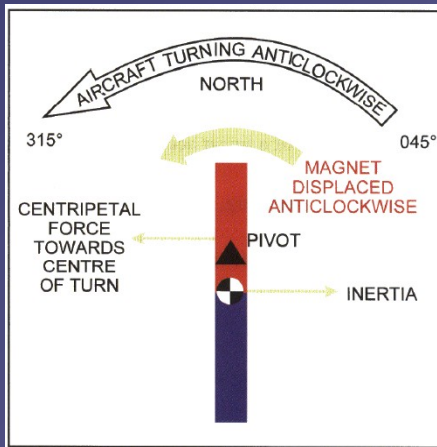 AIRCRAFT TURNING ANTICLOCKWISE
NORTH
315°
045°
MAGNET
DISPLACED
ANTICLOCKWISE
CENTRIPETAL
FORCE
TOWARDS
CENTRE
OF TURN
PIVOT
INERTIA